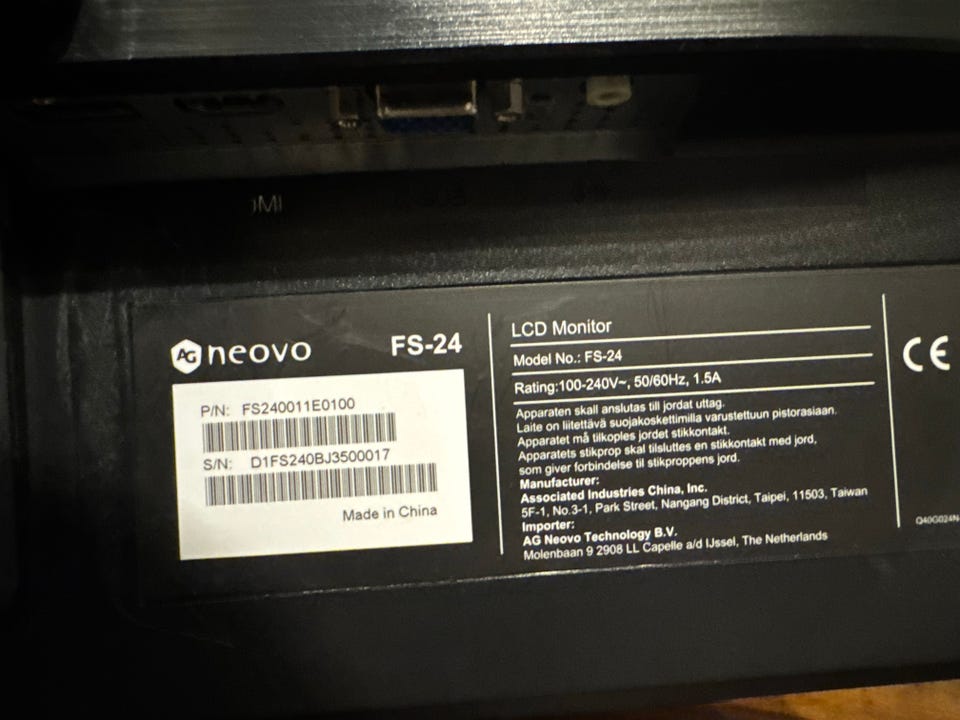 DMI
AG neovo
FS-24
P/N: FS240011E0100
S/N: D1FS240BJ3500017
Made in China
LCD Monitor
Model No.: FS-24
Rating:100-240V~, 50/60Hz, 1.5A
Apparaten skall anslutas till jordat uttag.
Laite on liitettävä suojakoskettimilla varustettuun pistorasiaan.
Apparatet må tilkoples jordet stikkontakt.
Apparatets stikprop skal tilsluttes en stikkontakt med jord,
som giver forbindelse til stikproppens jord.
Manufacturer:
Associated Industries China, Inc.
5F-1, No.3-1, Park Street, Nangang District, Taipei, 11503, Taiwan
Importer:
AG Neovo Technology B.V.
Molenbaan 9 2908 LL Capelle a/d IJssel, The Netherlands
CE
Q40G024N